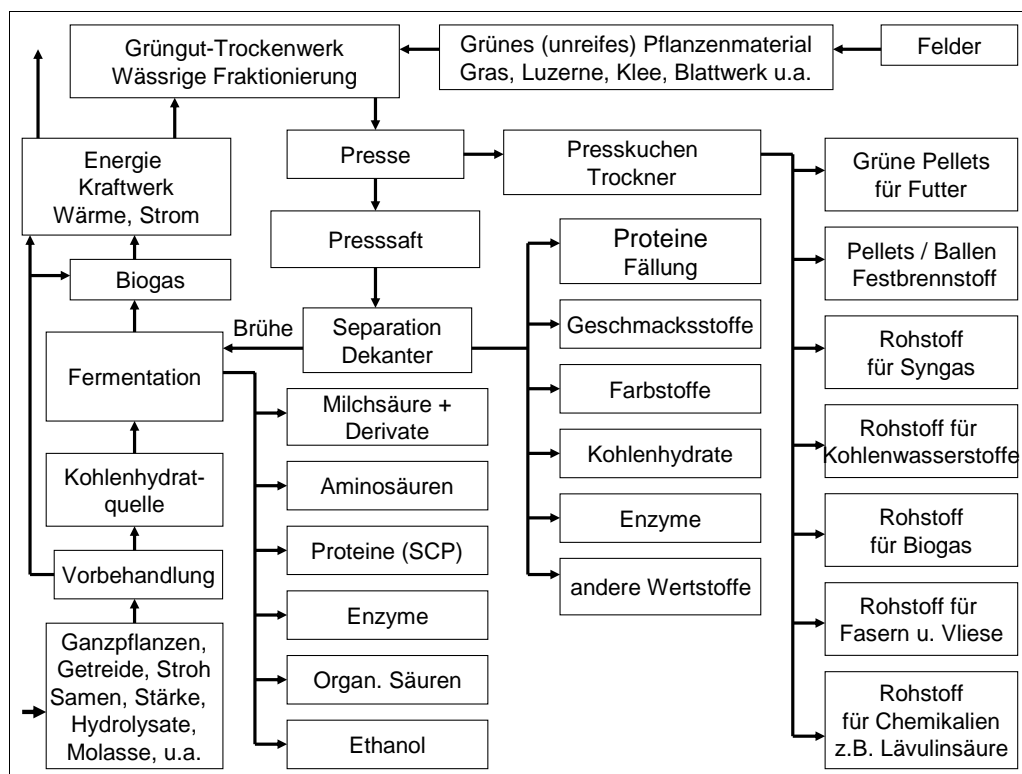 Grüngut-Trockenwerk
Wässrige Fraktionierung
Grünes (unreifes) Pflanzenmaterial
Gras, Luzerne, Klee, Blattwerk u.a.
Felder
Energie
Kraftwerk
Wärme, Strom
Presse
Presskuchen
Trockner
Grüne Pellets
für Futter
Presssaft
Proteine
Fällung
Pellets / Ballen
Festbrennstoff
Biogas
Brühe
Separation
Dekanter
Geschmacksstoffe
Rohstoff
für Syngas
Fermentation
Farbstoffe
Milchsäure +
Derivate
Kohlenhydrate
Rohstoff für
Kohlenwasserstoffe
Kohlenhydrat-
quelle
Aminosäuren
Enzyme
Rohstoff
für Biogas
Vorbehandlung
Proteine (SCP)
andere Wertstoffe
Ganzpflanzen,
Getreide, Stroh
Samen, Stärke,
Hydrolysate,
Molasse, u.a.
Enzyme
Rohstoff für
Fasern u. Vliese
Organ. Säuren
Ethanol
Rohstoff
für Chemikalien
z.B. Lävulinsäure